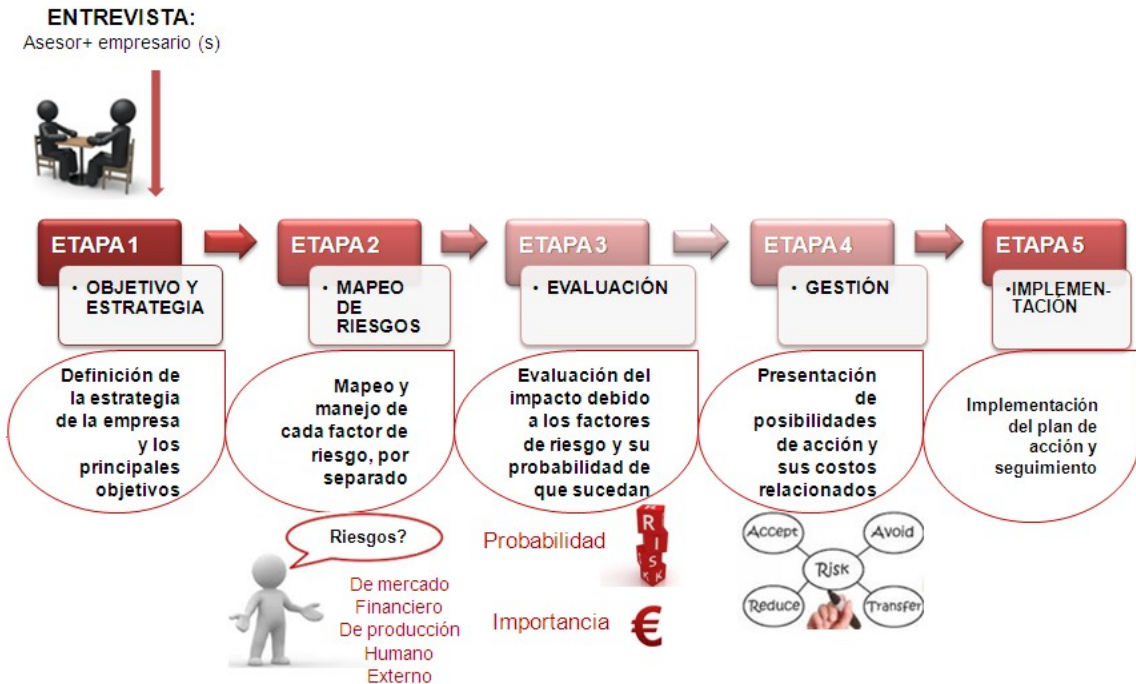 ENTREVISTA:
Asesor+ empresario (s)
ETAPA 1
• OBJETIVO Y
ESTRATEGIA
ETAPA 2
• MAPEO
DE
RIESGOS
ETAPA 3
• EVALUACIÓN
ETAPA 4
• GESTIÓN
ETAPA 5
•IMPLEMEN-
TACIÓN
Definición de
la estrategia
de la empresa
y los
principales
objetivos
Mapeo y
manejo de
cada factor de
riesgo, por
separado
Evaluación del
impacto debido
a los factores
de riesgo y su
probabilidad de
que sucedan
Presentación
de
posibilidades
de acción y
sus costos
relacionados
Implementación
del plan de
acción y
seguimiento
Riesgos?
De mercado
Financiero
De producción
Humano
Externo
Probabilidad
R
I
S
K
Importancia
€
Accept
Avoid
Risk
Reduce
Transfer